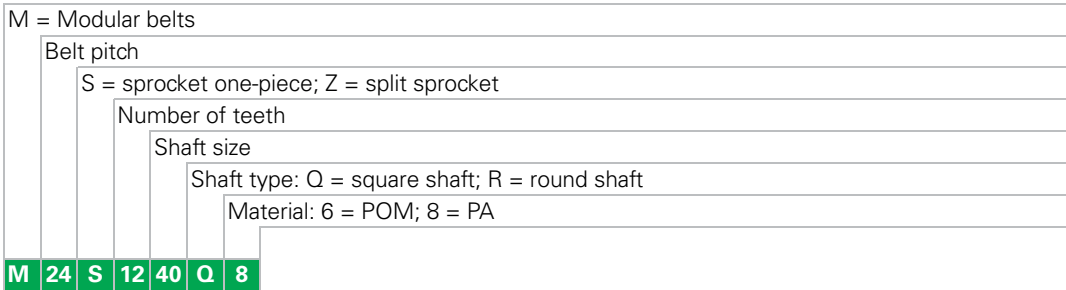 M = Modular belts
Belt pitch
S = sprocket one-piece; Z = split sprocket
Number of teeth
Shaft size
Shaft type: Q = square shaft; R = round shaft
Material: 6 = POM; 8 = PA
M 24 S 12 40 Q 8